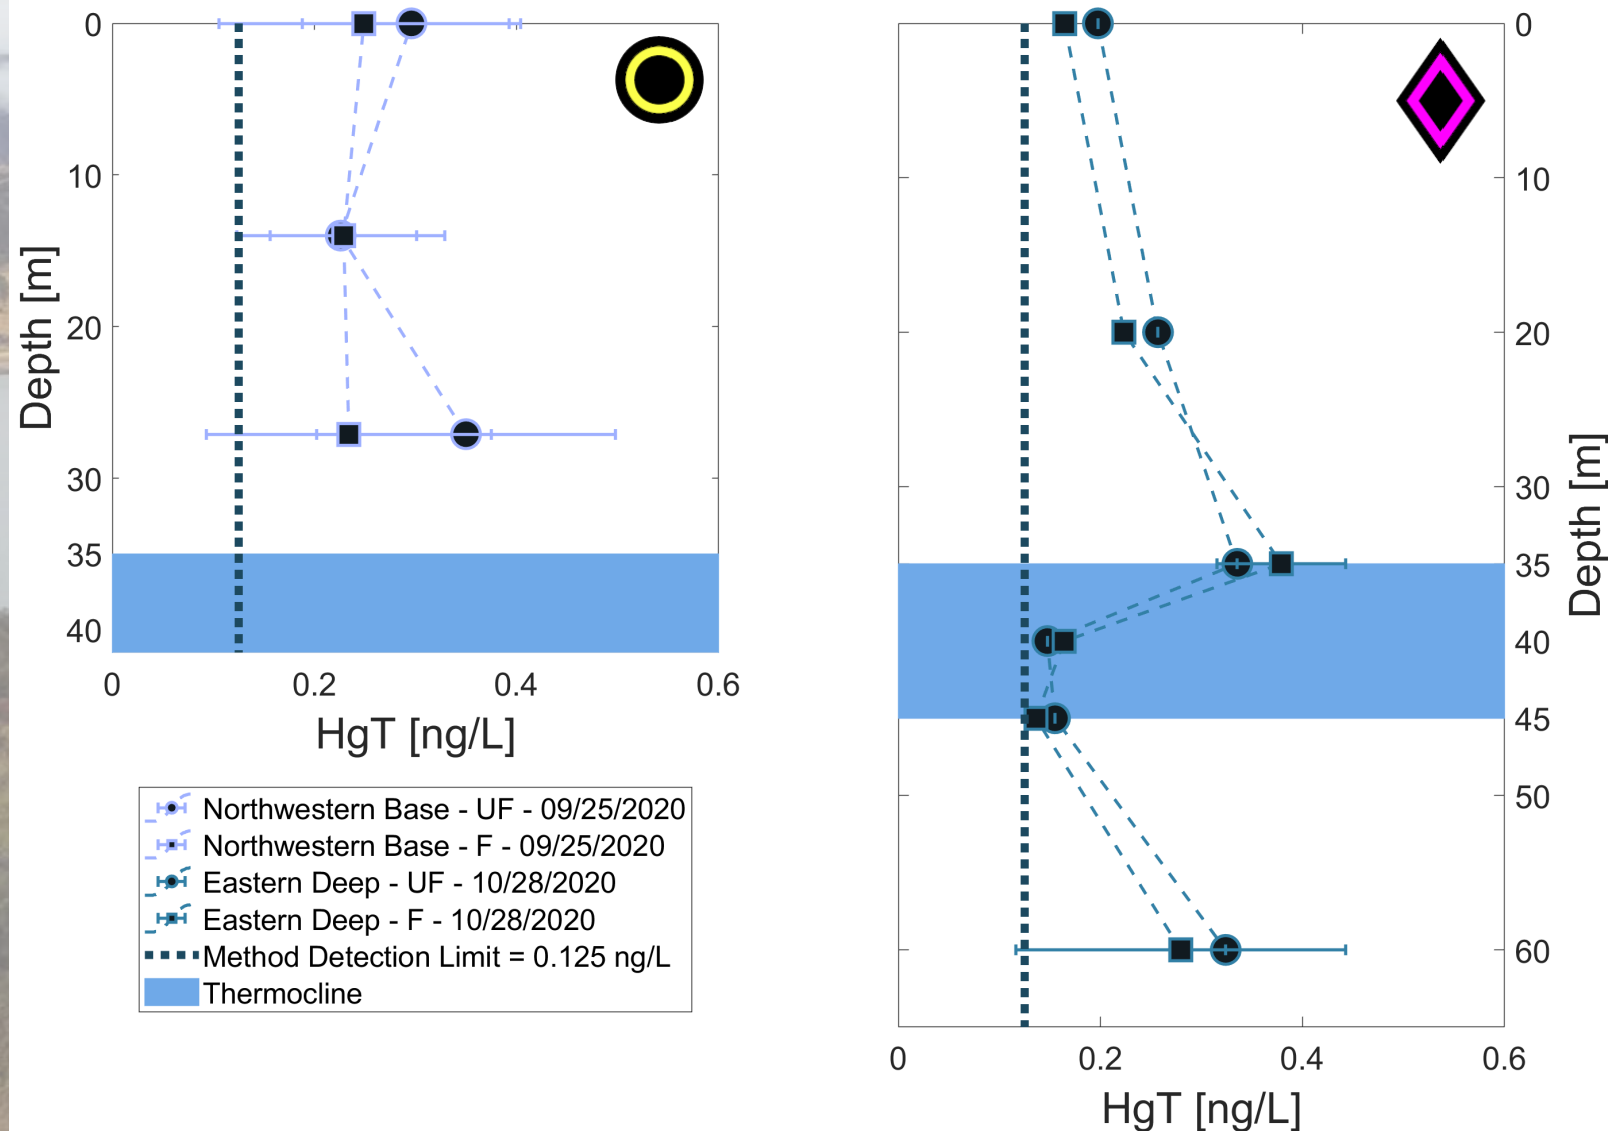 0
10
20
30
35
40
Depth [m]
0 0.2 0.4 0.6
HgT [ng/L]
Northwestern Base - UF - 09/25/2020
Northwestern Base - F - 09/25/2020
Eastern Deep - UF - 10/28/2020
Eastern Deep - F - 10/28/2020
Method Detection Limit = 0.125 ng/L
Thermocline
0
10
20
30
35
40
45
50
60
Depth [m]
0 0.2 0.4 0.6
HgT [ng/L]